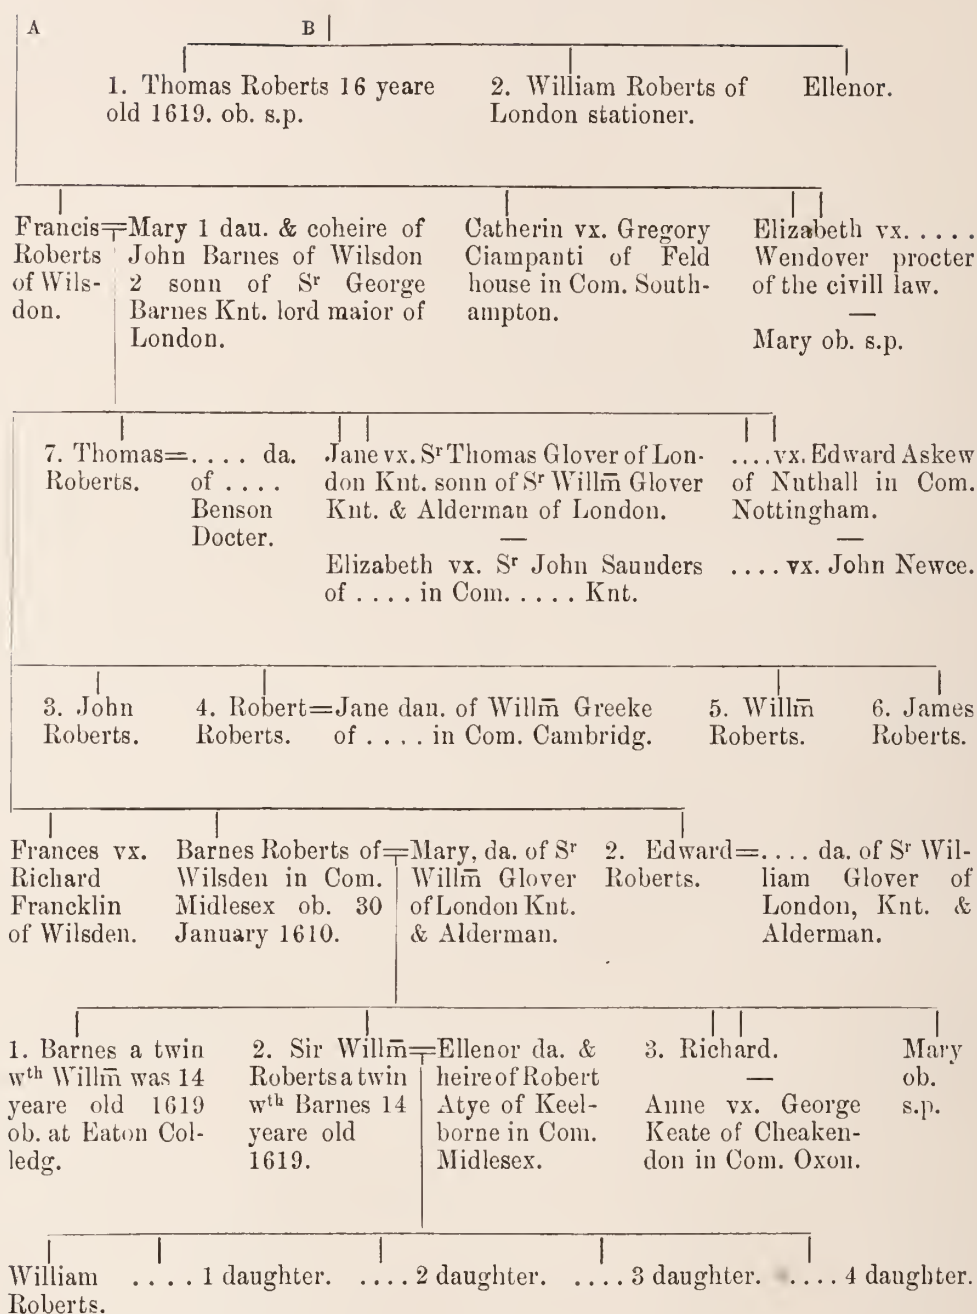 A B
1. Thomas Roberts 16 yeare
old 1619. ob. s.p.
2. William Roberts of
London stationer.
Ellenor.
Francis=
Roberts
of Wils-
don.
Mary 1 dau. & coheire of
John Barnes of Wilsdon
2 sonn of Sʳ George
Barnes Knt. lord maior of
London.
Catherin vx. Gregory
Ciampanti of Feld
house in Com. South-
ampton.
Elizabeth vx. . . . .
Wendover procter
of the civill law.
—
Mary ob. s.p.
7. Thomas=
Roberts.
. . . . da.
of . . . .
Benson
Docter.
Jane vx. Sʳ Thomas Glover of Lon-
don Knt. sonn of Sʳ Willm̄ Glover
Knt. & Alderman of London.
—
Elizabeth vx. Sʳ John Saunders
of . . . . in Com. . . . . Knt.
. . . . vx. Edward Askew
of Nuthall in Com.
Nottingham.
—
. . . . vx. John Newce.
3. John
Roberts.
4. Robert=
Roberts.
Jane dau. of Willm̄ Greeke
of . . . . in Com. Cambridg.
5. Willm̄
Roberts.
6. James
Roberts.
Frances vx.
Richard
Francklin
of Wilsden.
Barnes Roberts of=
Wilsden in Com.
Midlesex ob. 30
January 1610.
Mary, da. of Sʳ
Willm̄ Glover
of London Knt.
& Alderman.
2. Edward=
Roberts.
. . . . da. of Sʳ Wil-
liam Glover of
London, Knt. &
Alderman.
1. Barnes a twin
wᵗʰ Willm̄ was 14
yeare old 1619
ob. at Eaton Col-
ledg.
2. Sir Willm̄=
Roberts a twin
wᵗʰ Barnes 14
yeare old
1619.
Ellenor da. &
heire of Robert
Atye of Keel-
borne in Com.
Midlesex.
3. Richard.
—
Anne vx. George
Keate of Cheaken-
don in Com. Oxon.
Mary
ob.
s.p.
William
Roberts.
. . . . 1 daughter. . . . . 2 daughter. . . . . 3 daughter. . . . . 4 daughter.